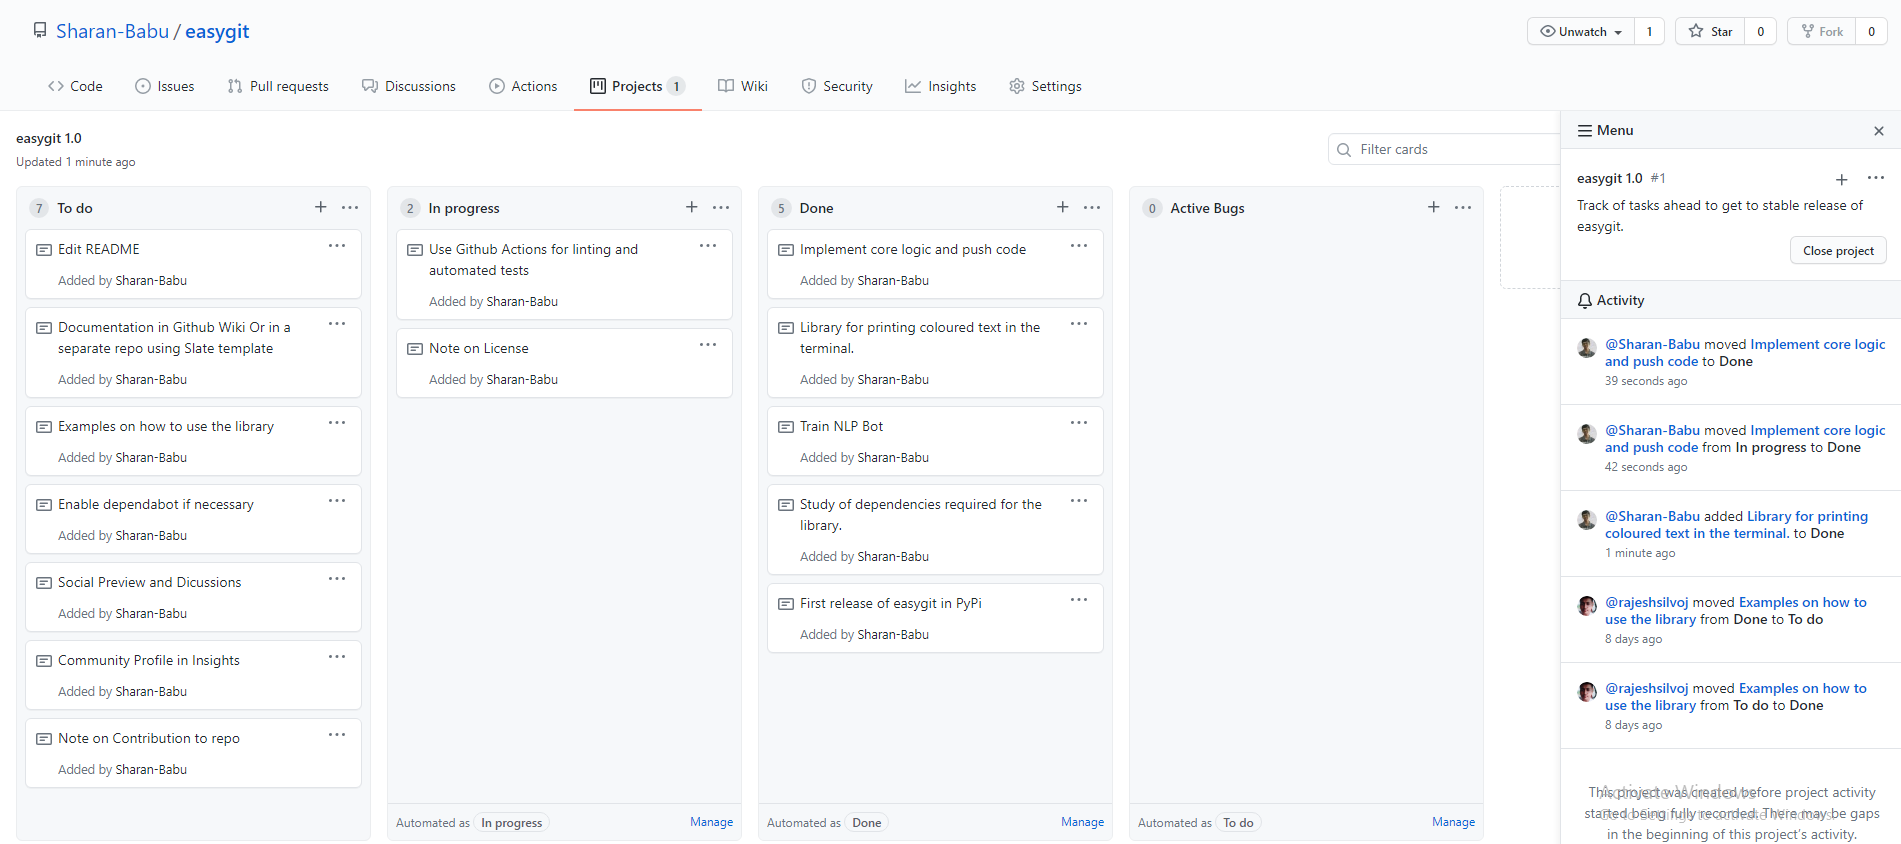 Sharan-Babu / easygit
Unwatch 1 Star 0 Fork 0
Code Issues Pull requests Discussions Actions Projects 1 Wiki Security Insights Settings
easygit 1.0
Updated 1 minute ago
Filter cards
7 To do
Edit README
Added by Sharan-Babu
Documentation in Github Wiki Or in a
separate repo using Slate template
Added by Sharan-Babu
Examples on how to use the library
Added by Sharan-Babu
Enable dependabot if necessary
Added by Sharan-Babu
Social Preview and Dicussions
Added by Sharan-Babu
Community Profile in Insights
Added by Sharan-Babu
Note on Contribution to repo
Added by Sharan-Babu
2 In progress
Use Github Actions for linting and
automated tests
Added by Sharan-Babu
Note on License
Added by Sharan-Babu
Automated as In progress Manage
5 Done
Implement core logic and push code
Added by Sharan-Babu
Library for printing coloured text in the
terminal.
Added by Sharan-Babu
Train NLP Bot
Added by Sharan-Babu
Study of dependencies required for the
library.
Added by Sharan-Babu
First release of easygit in PyPi
Added by Sharan-Babu
Automated as Done Manage
0 Active Bugs
Automated as To do Manage
Menu
easygit 1.0 #1
Track of tasks ahead to get to stable release of
easygit.
Close project
Activity
@Sharan-Babu moved Implement core logic
and push code to Done
39 seconds ago
@Sharan-Babu moved Implement core logic
and push code from In progress to Done
42 seconds ago
@Sharan-Babu added Library for printing
coloured text in the terminal. to Done
1 minute ago
@rajeshsilvoj moved Examples on how to
use the library from Done to To do
8 days ago
@rajeshsilvoj moved Examples on how to
use the library from To do to Done
8 days ago
This project was created before project activity
started being fully recorded. There may be gaps
in the beginning of this project's activity.
Activate Windows
Go to Settings to activate Windows.